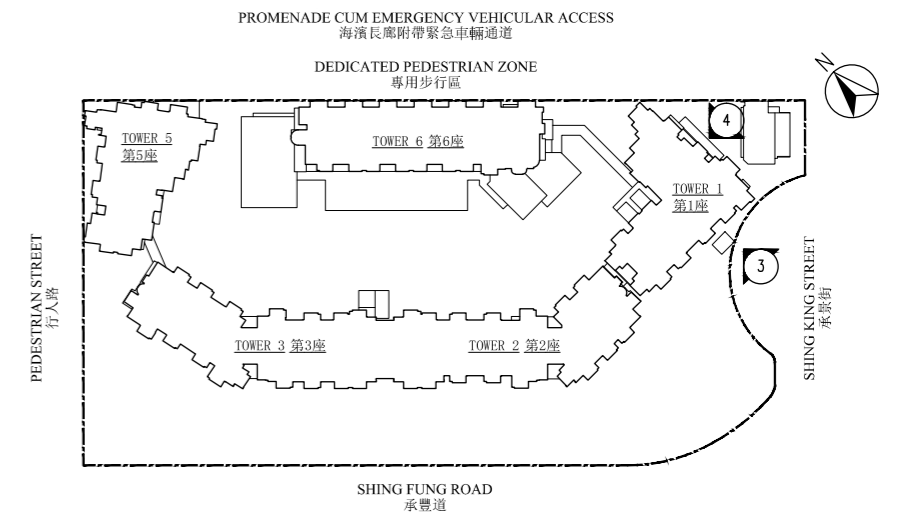 PROMENADE CUM EMERGENCY VEHICULAR ACCESS
海濱長廊附帶緊急車輛通道
DEDICATED PEDESTRIAN ZONE
專用步行區
N
4
TOWER 5
第5座
TOWER 6 第6座
TOWER 1
第1座
3
PEDESTRIAN STREET
行人路
SHING KING STREET
承景街
TOWER 3 第3座
TOWER 2 第2座
SHING FUNG ROAD
承豐道